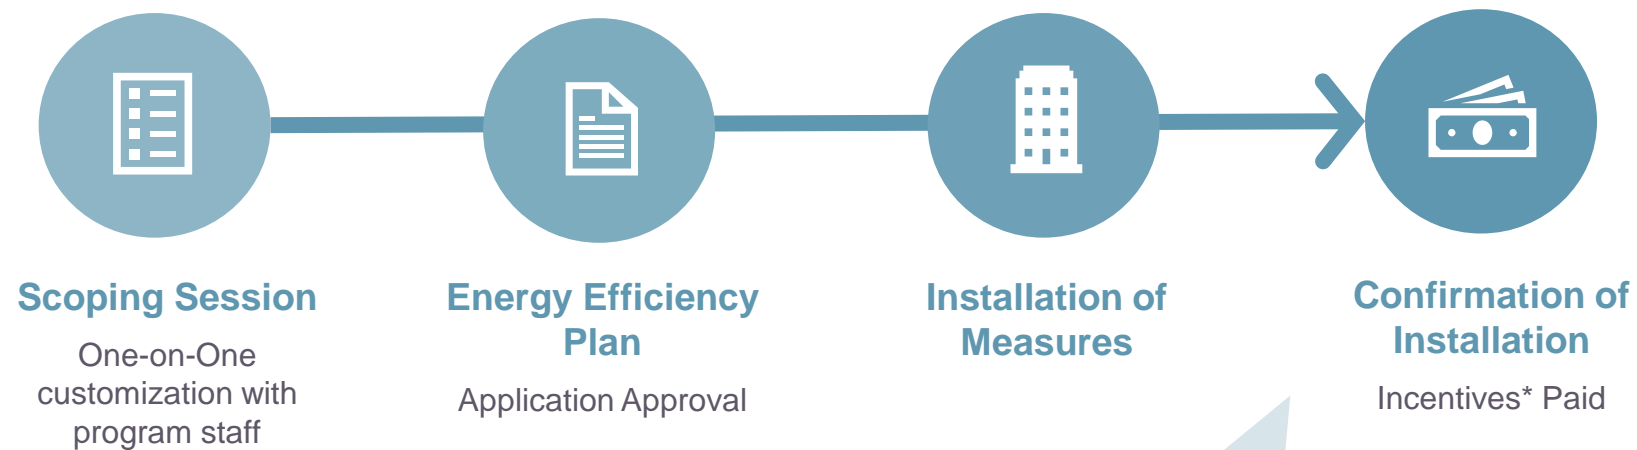 Scoping Session
One-on-One
customization with
program staff
Energy Efficiency
Plan
Application Approval
Installation of
Measures
Confirmation of
Installation
Incentives* Paid